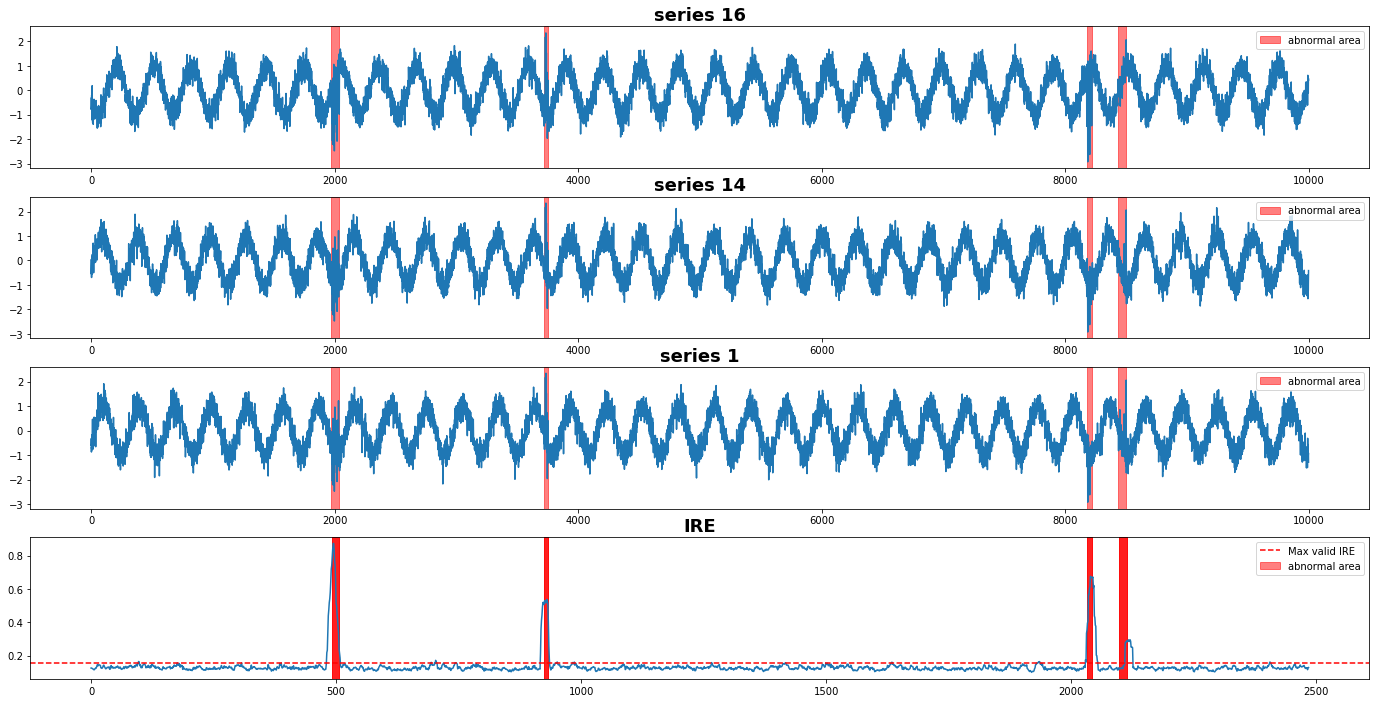 series 16
abnormal area
2
1
0
−1
−2
−3
0 2000 4000 6000 8000 10000
series 14
abnormal area
2
1
0
−1
−2
−3
0 2000 4000 6000 8000 10000
series 1
abnormal area
2
1
0
−1
−2
−3
0 2000 4000 6000 8000 10000
IRE
Max valid IRE
abnormal area
0.8
0.6
0.4
0.2
0 500 1000 1500 2000 2500